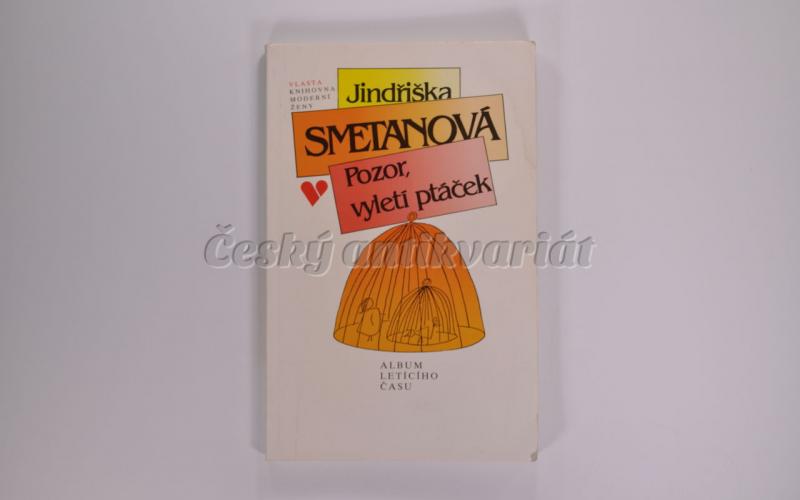 VLASTA
KNIHOVNA
MODERNÍ
ŽENY
Jindřiška
SMETANOVÁ
Pozor,
vyletí ptáček
Český antikvariát
ALBUM
LETÍCÍHO
ČASU